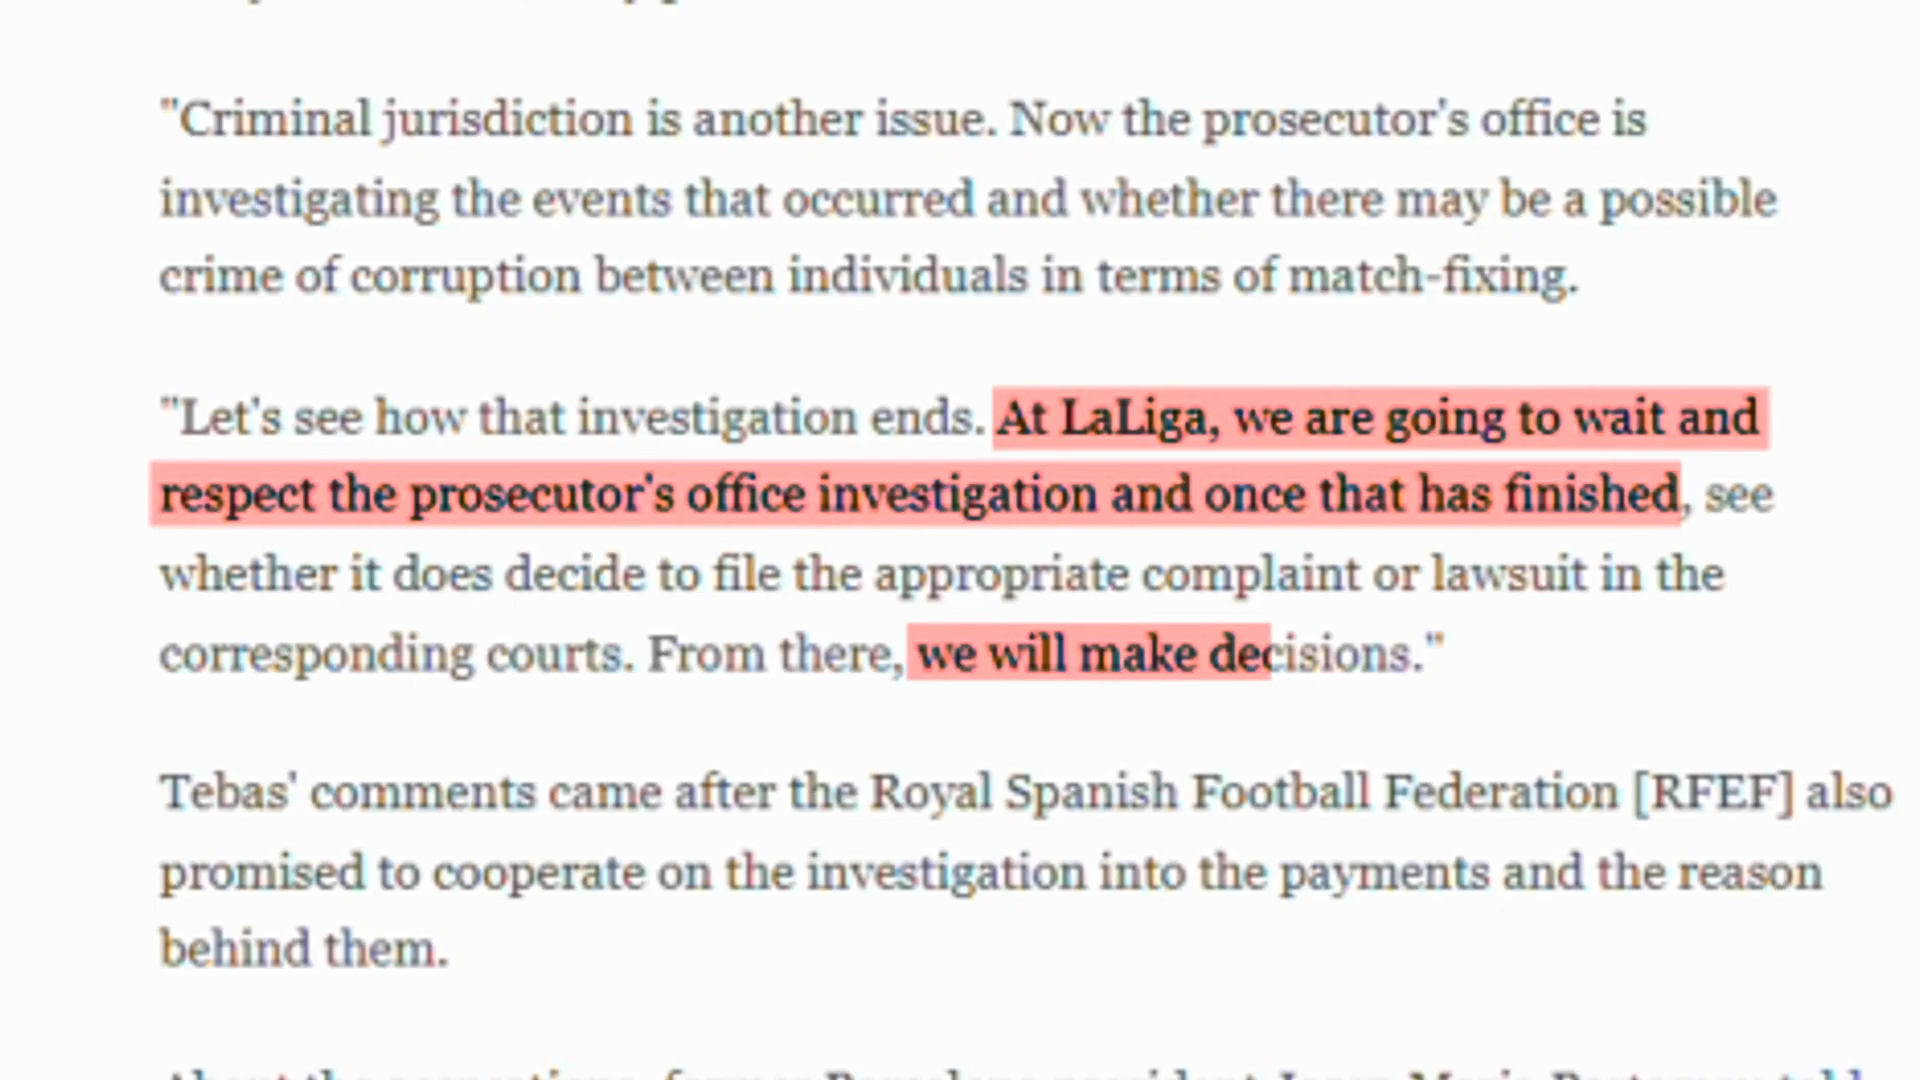 "Criminal jurisdiction is another issue. Now the prosecutor's office is
investigating the events that occurred and whether there may be a possible
crime of corruption between individuals in terms of match-fixing.
"Let's see how that investigation ends. At LaLiga, we are going to wait and
respect the prosecutor's office investigation and once that has finished, see
whether it does decide to file the appropriate complaint or lawsuit in the
corresponding courts. From there, we will make decisions."
Tebas' comments came after the Royal Spanish Football Federation [RFEF] also
promised to cooperate on the investigation into the payments and the reason
behind them.